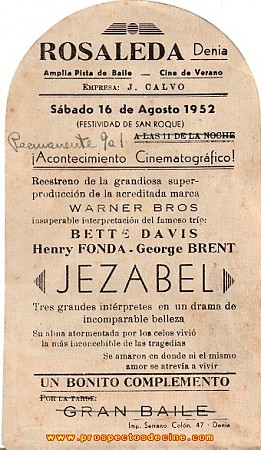 ROSALEDA Denia
Amplia Pista de Baile — Cine de Verano
EMPRESA: J. CALVO
Sábado 16 de Agosto 1952
(FESTIVIDAD DE SAN ROQUE)
Permanente 9 a 1
A LAS 11 DE LA NOCHE
¡Acontecimiento Cinematográfico!
Reestreno de la grandiosa super-
producción de la acreditada marca
WARNER BROS
insuperable interpretación del famoso trío:
BETTE DAVIS
Henry FONDA - George BRENT
JEZABEL
Tres grandes intérpretes en un drama de
incomparable belleza
Su alma atormentada por los celos vivió
la más inconcebible de las tragedias
Se amaron en donde ni el mismo
amor se atrevía a vivir
UN BONITO COMPLEMENTO
POR LA TARDE:
GRAN BAILE
Imp. Serrano Colón, 47 - Denia
www.prospectosdecine.com